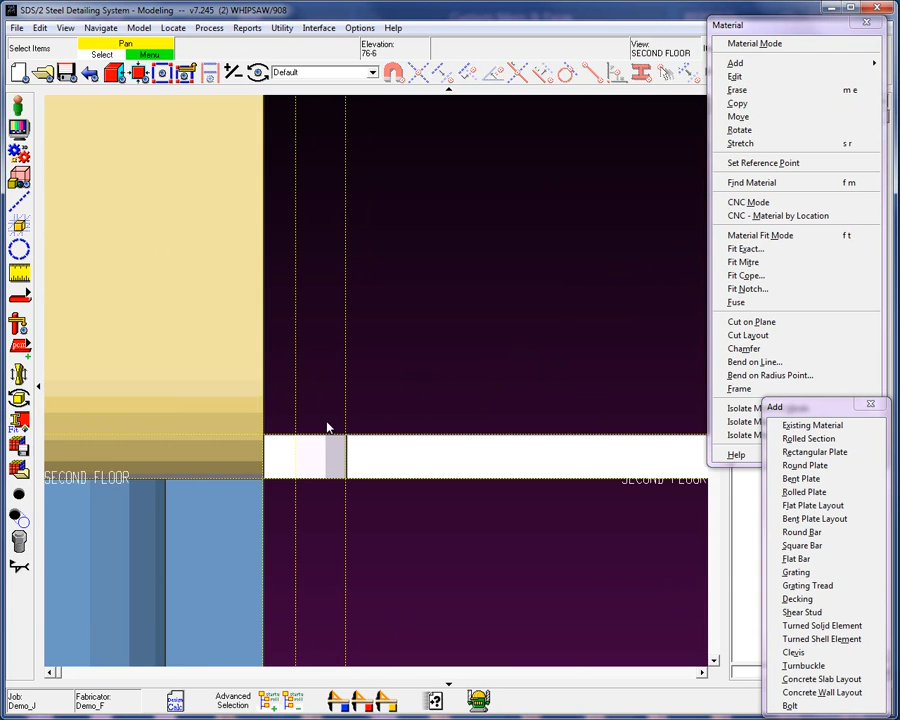 SDS/2 Steel Detailing System - Modeling -- v7.245 (2) WHIPSAW/908
File Edit Navigate Model Locate Process Reports Utility Interface Options Help
Select Items
Pan
Select
Menu
Elevation:
76-6
View:
SECOND FLOOR
Default
Material
Material Mode
Add
Edit
Erase m e
Copy
Move
Rotate
Stretch s r
Set Reference Point
Find Material f m
CNC Mode
CNC - Material by Location
Material Fit Mode f t
Fit Exact...
Fit Mitre
Fit Cope...
Fit Notch...
Fuse
Cut on Plane
Cut Layout
Chamfer
Bend on Line...
Bend on Radius Point...
Frame
Isolate
Isolate
Isolate
Help
Add
Existing Material
Rolled Section
Rectangular Plate
Round Plate
Bent Plate
Rolled Plate
Flat Plate Layout
Bent Plate Layout
Round Bar
Square Bar
Flat Bar
Grating
Grating Tread
Decking
Shear Stud
Turned Solid Element
Turned Shell Element
Clevis
Turnbuckle
Concrete Slab Layout
Concrete Wall Layout
Bolt
SECOND FLOOR
SECOND FLOOR
Fit
Job:
Demo_J
Fabricator:
Demo_F
Design
Calc
Advanced
Selection